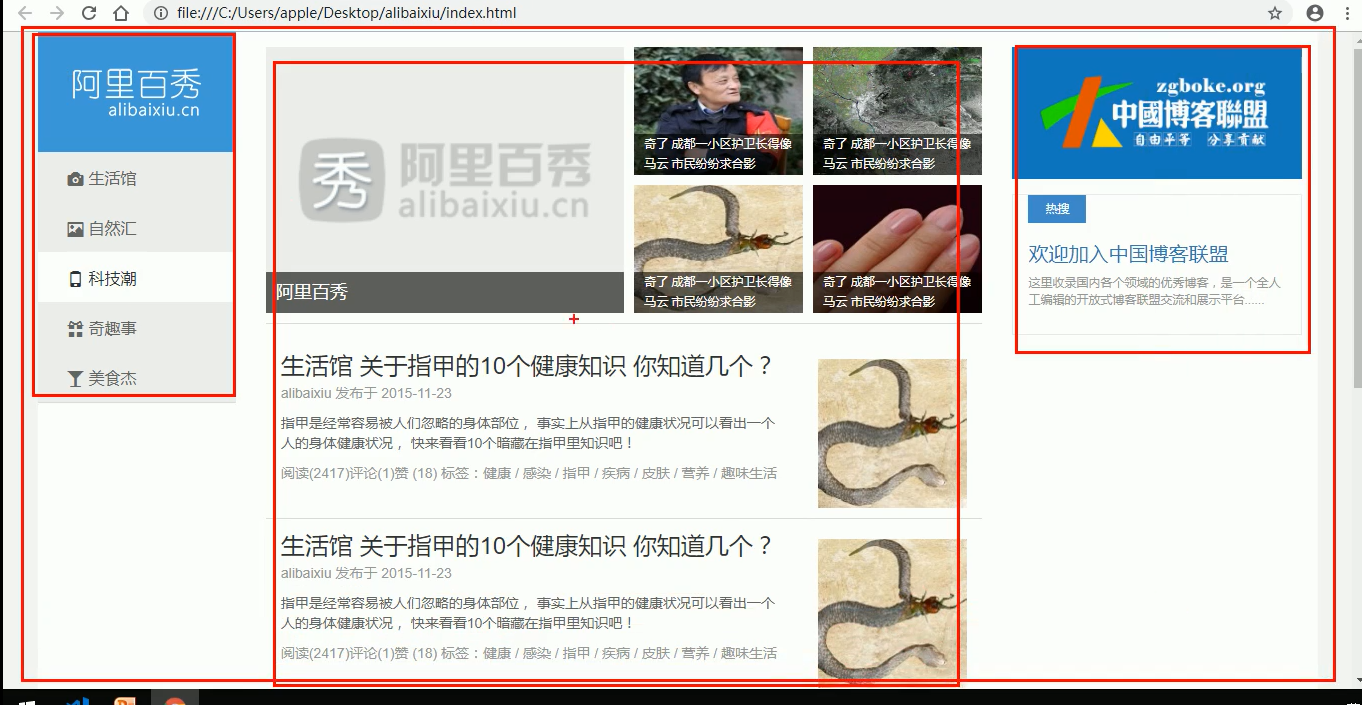 file:///C:/Users/apple/Desktop/alibaixiu/index.html
阿里百秀
alibaixiu.cn
生活馆
自然汇
科技潮
奇趣事
美食杰
秀 阿里百秀
alibaixiu.cn
阿里百秀
奇了 成都一小区护卫长得像
马云 市民纷纷求合影
奇了 成都一小区护卫长得像
马云 市民纷纷求合影
奇了 成都一小区护卫长得像
马云 市民纷纷求合影
奇了 成都一小区护卫长得像
马云 市民纷纷求合影
生活馆 关于指甲的10个健康知识 你知道几个？
alibaixiu 发布于 2015-11-23
指甲是经常容易被人们忽略的身体部位， 事实上从指甲的健康状况可以看出一个
人的身体健康状况， 快来看看10个暗藏在指甲里知识吧！
阅读(2417)评论(1)赞 (18) 标签：健康 / 感染 / 指甲 / 疾病 / 皮肤 / 营养 / 趣味生活
生活馆 关于指甲的10个健康知识 你知道几个？
alibaixiu 发布于 2015-11-23
指甲是经常容易被人们忽略的身体部位， 事实上从指甲的健康状况可以看出一个
人的身体健康状况， 快来看看10个暗藏在指甲里知识吧！
阅读(2417)评论(1)赞 (18) 标签：健康 / 感染 / 指甲 / 疾病 / 皮肤 / 营养 / 趣味生活
zgboke.org
中國博客聯盟
自由平等 分享贡献
热搜
欢迎加入中国博客联盟
这里收录国内各个领域的优秀博客，是一个全人
工编辑的开放式博客联盟交流和展示平台......